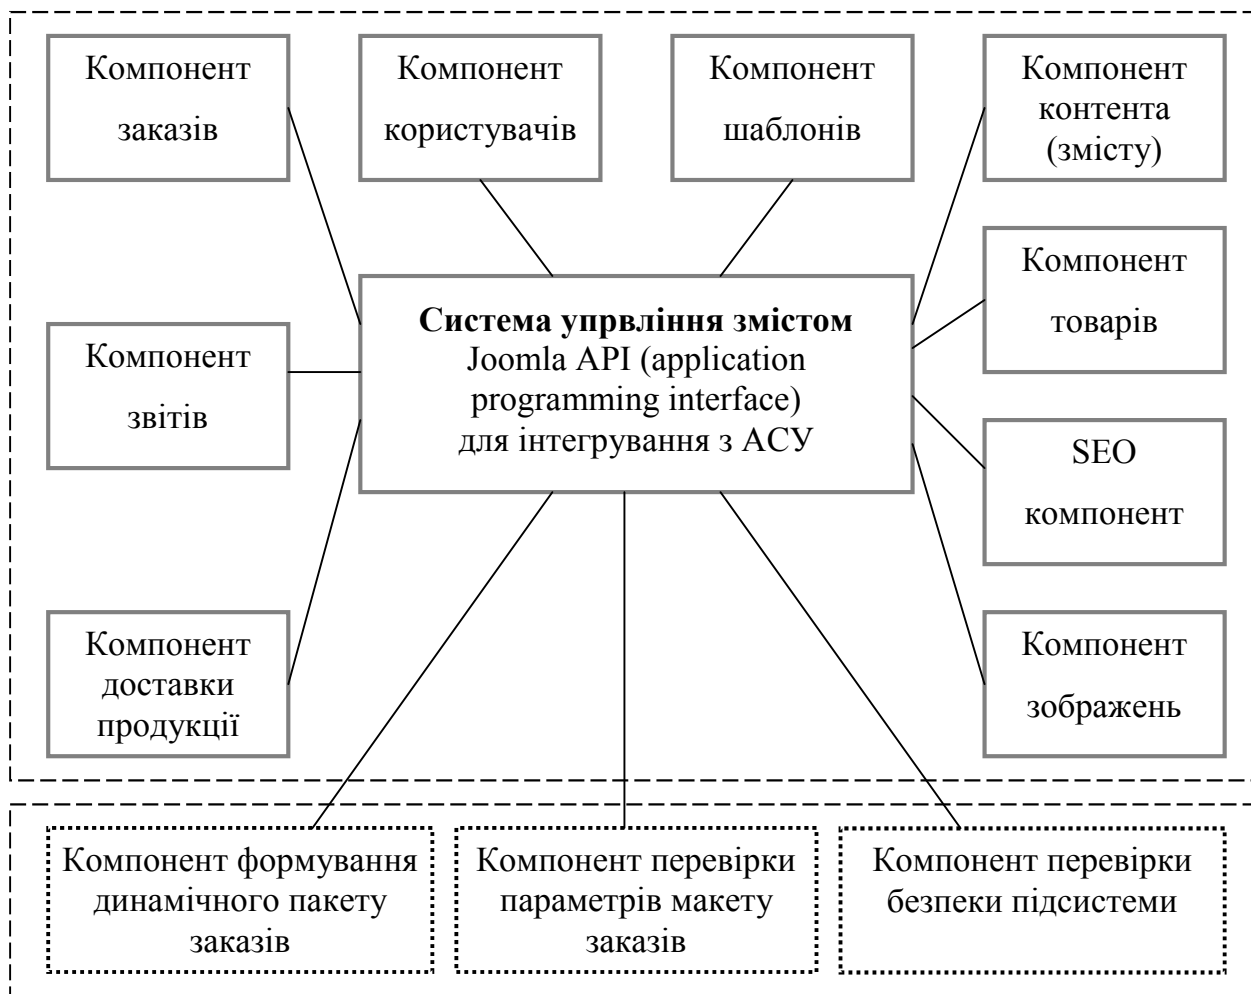 Компонент
заказів
Компонент
користувачів
Компонент
шаблонів
Компонент
контента
(змісту)
Компонент
товарів
Система упрвління змістом
Joomla API (application
programming interface)
для інтегрування з АСУ
Компонент
звітів
SEO
компонент
Компонент
доставки
продукції
Компонент
зображень
Компонент формування
динамічного пакету
заказів
Компонент перевірки
параметрів макету
заказів
Компонент перевірки
безпеки підсистеми